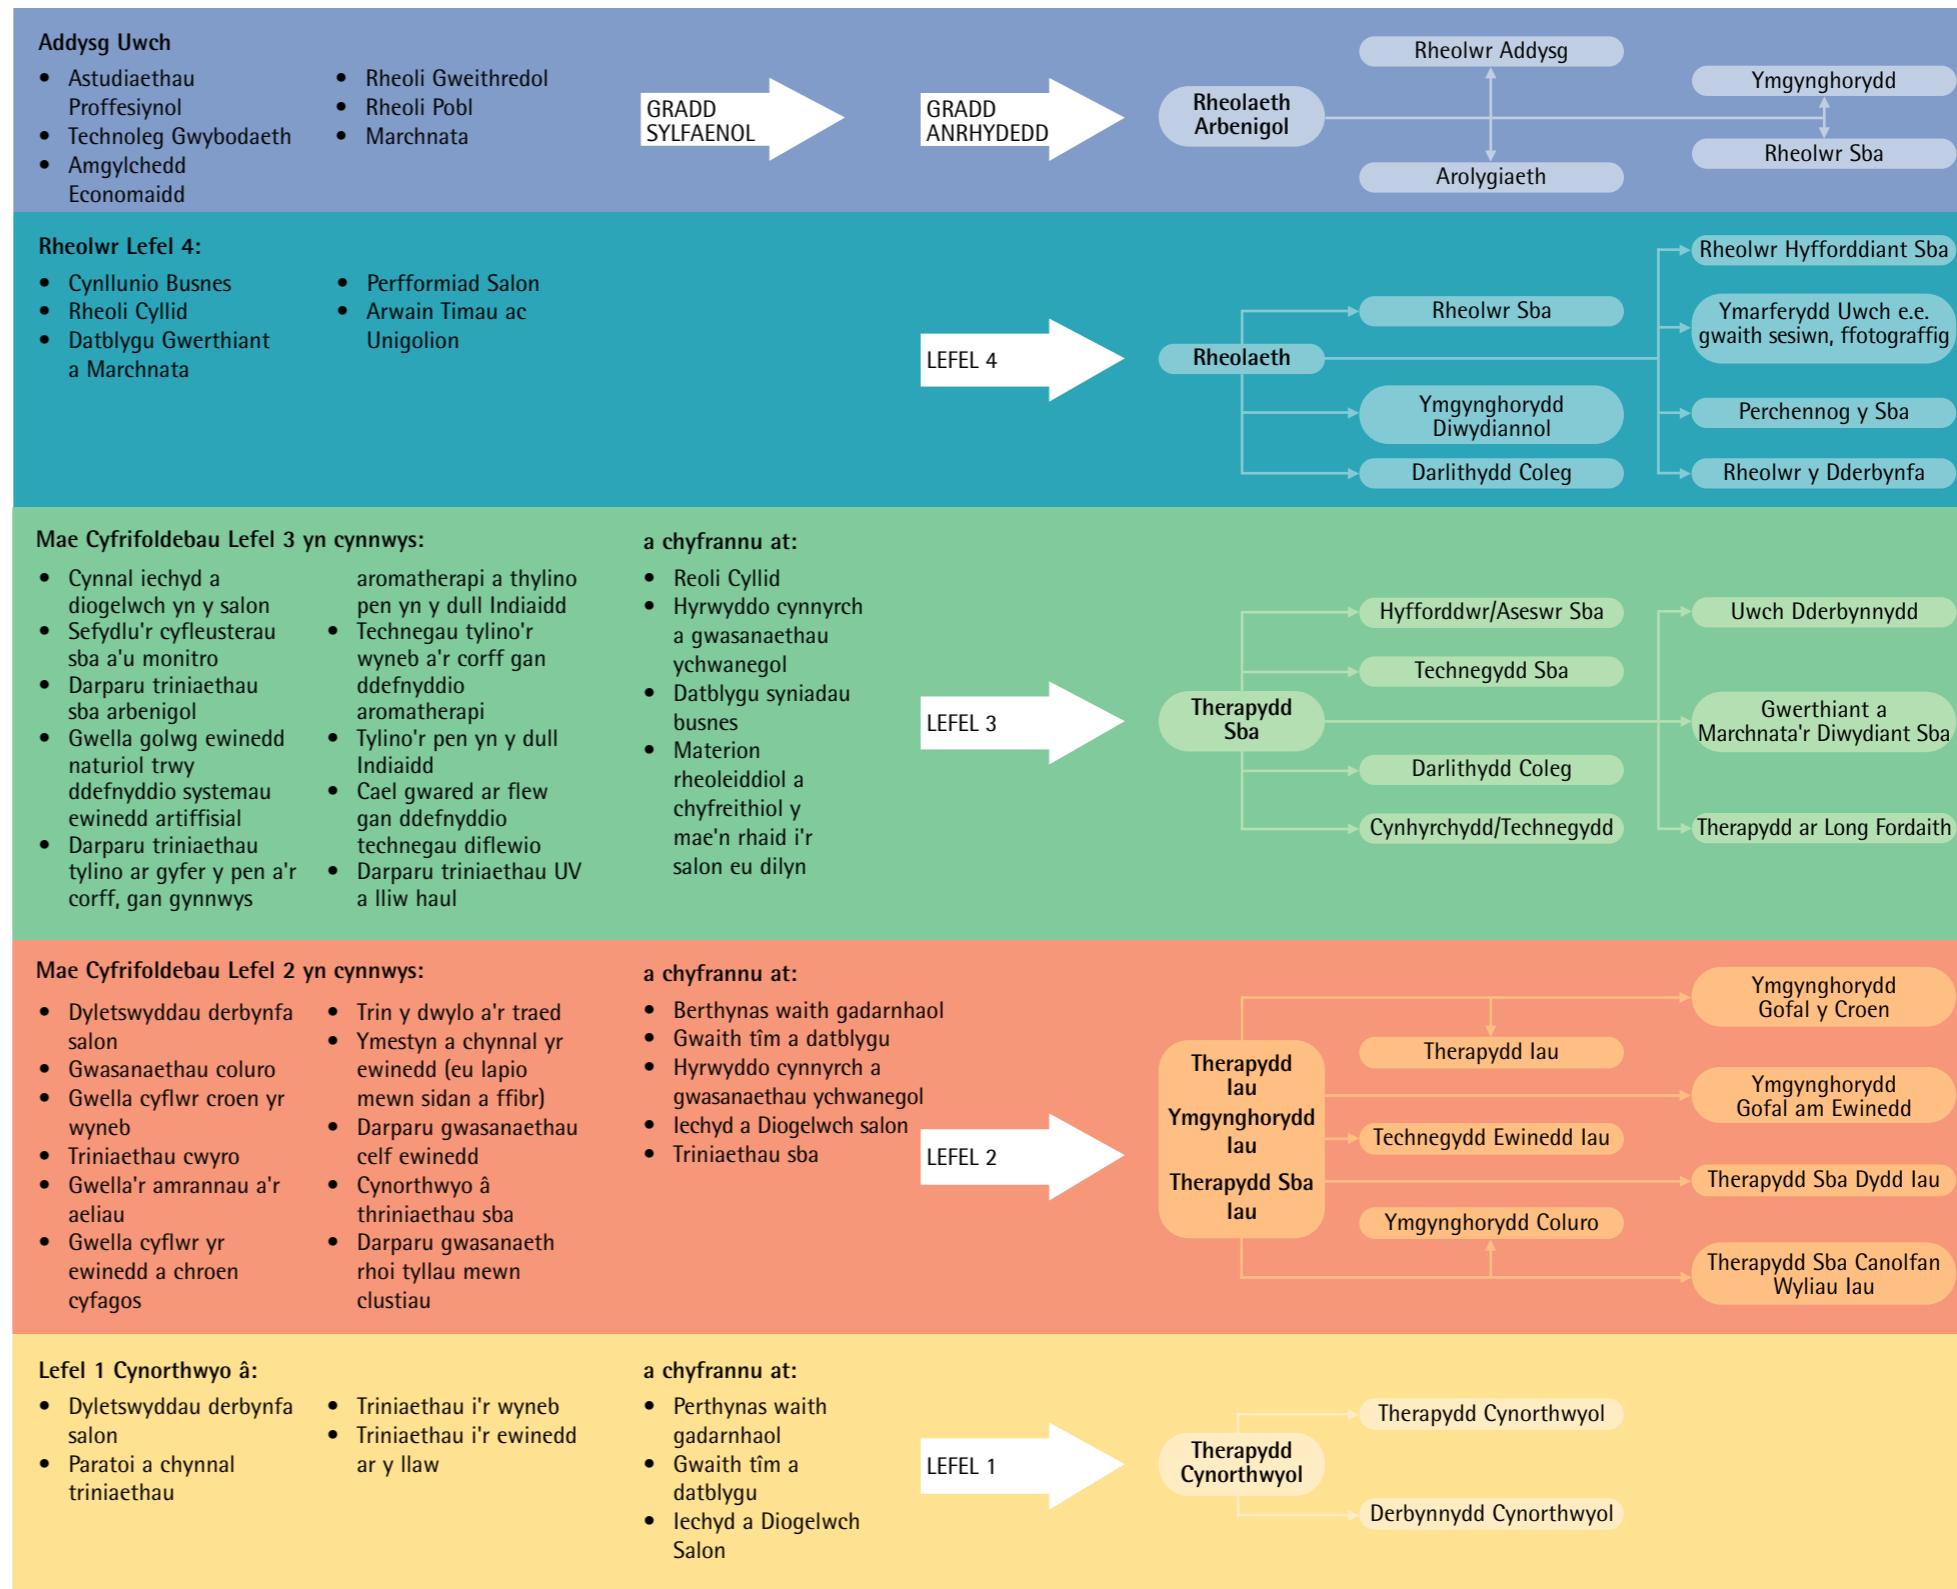 Addysg Uwch
• Astudiaethau
Proffesiynol
• Technoleg Gwybodaeth
• Amgylchedd
Economaidd
• Rheoli Gweithredol
• Rheoli Pobl
• Marchnata
GRADD
SYLFAENOL
GRADD
ANRHYDEDD
Rheolaeth
Arbenigol
Rheolwr Addysg
Arolygiaeth
Ymgynghorydd
Rheolwr Sba
Rheolwr Lefel 4:
• Cynllunio Busnes
• Rheoli Cyllid
• Datblygu Gwerthiant
a Marchnata
• Perfformiad Salon
• Arwain Timau ac
Unigolion
LEFEL 4
Rheolaeth
Rheolwr Sba
Ymgynghorydd
Diwydiannol
Darlithydd Coleg
Rheolwr Hyfforddiant Sba
Ymarferydd Uwch e.e.
gwaith sesiwn, ffotograffig
Perchennog y Sba
Rheolwr y Dderbynfa
Mae Cyfrifoldebau Lefel 3 yn cynnwys:
• Cynnal iechyd a
diogelwch yn y salon
• Sefydlu'r cyfleusterau
sba a'u monitro
• Darparu triniaethau
sba arbenigol
• Gwella golwg ewinedd
naturiol trwy
ddefnyddio systemau
ewinedd artiffisial
• Darparu triniaethau
tylino ar gyfer y pen a'r
corff, gan gynnwys
aromatherapi a thylino
pen yn y dull Indiaidd
• Technegau tylino'r
wyneb a'r corff gan
ddefnyddio
aromatherapi
• Tylino'r pen yn y dull
Indiaidd
• Cael gwared ar flew
gan ddefnyddio
technegau diflewio
• Darparu triniaethau UV
a lliw haul
a chyfrannu at:
• Reoli Cyllid
• Hyrwyddo cynnyrch
a gwasanaethau
ychwanegol
• Datblygu syniadau
busnes
• Materion
rheoleiddiol a
chyfreithiol y
mae'n rhaid i'r
salon eu dilyn
LEFEL 3
Therapydd
Sba
Hyfforddwr/Aseswr Sba
Technegydd Sba
Darlithydd Coleg
Cynhyrchydd/Technegydd
Uwch Dderbynnydd
Gwerthiant a
Marchnata'r Diwydiant Sba
Therapydd ar Long Fordaith
Mae Cyfrifoldebau Lefel 2 yn cynnwys:
• Dyletswyddau derbynfa
salon
• Gwasanaethau coluro
• Gwella cyflwr croen yr
wyneb
• Triniaethau cwyro
• Gwella'r amrannau a'r
aeliau
• Gwella cyflwr yr
ewinedd a chroen
cyfagos
• Trin y dwylo a'r traed
• Ymestyn a chynnal yr
ewinedd (eu lapio
mewn sidan a ffibr)
• Darparu gwasanaethau
celf ewinedd
• Cynorthwyo â
thriniaethau sba
• Darparu gwasanaeth
rhoi tyllau mewn
clustiau
a chyfrannu at:
• Berthynas waith gadarnhaol
• Gwaith tîm a datblygu
• Hyrwyddo cynnyrch a
gwasanaethau ychwanegol
• Iechyd a Diogelwch salon
• Triniaethau sba
LEFEL 2
Therapydd
Iau
Ymgynghorydd
Iau
Therapydd Sba
Iau
Therapydd Iau
Technegydd Ewinedd Iau
Ymgynghorydd Coluro
Ymgynghorydd
Gofal y Croen
Ymgynghorydd
Gofal am Ewinedd
Therapydd Sba Dydd Iau
Therapydd Sba Canolfan
Wyliau Iau
Lefel 1 Cynorthwyo â:
• Dyletswyddau derbynfa
salon
• Paratoi a chynnal
triniaethau
• Triniaethau i'r wyneb
• Triniaethau i'r ewinedd
ar y llaw
a chyfrannu at:
• Perthynas waith
gadarnhaol
• Gwaith tîm a
datblygu
• Iechyd a Diogelwch
Salon
LEFEL 1
Therapydd
Cynorthwyol
Therapydd Cynorthwyol
Derbynnydd Cynorthwyol